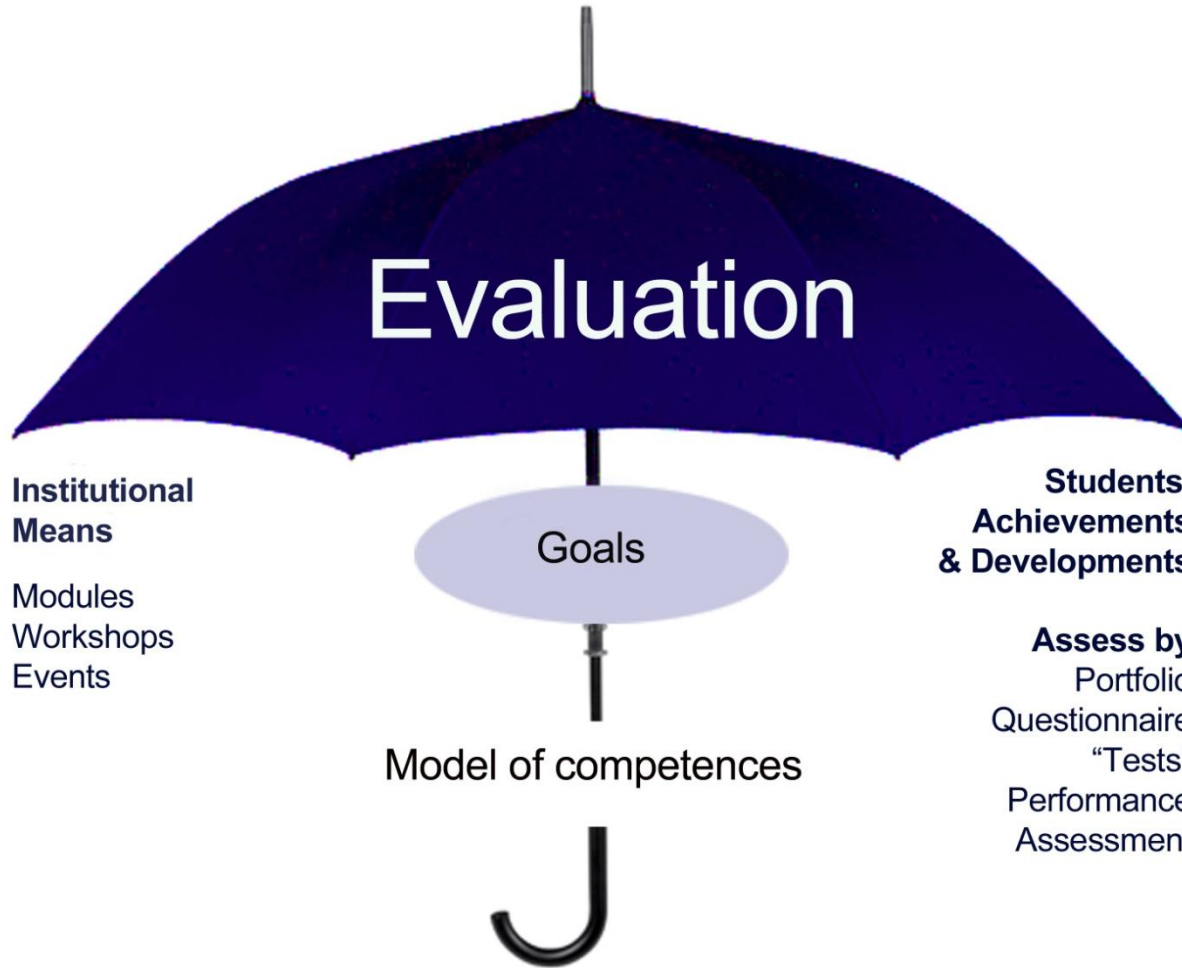 Evaluation
Institutional
Means
Modules
Workshops
Events
Goals
Model of competences
Students
Achievements
& Developments
Assess by
Portfolio
Questionnaire
“Tests
Performance
Assessmen